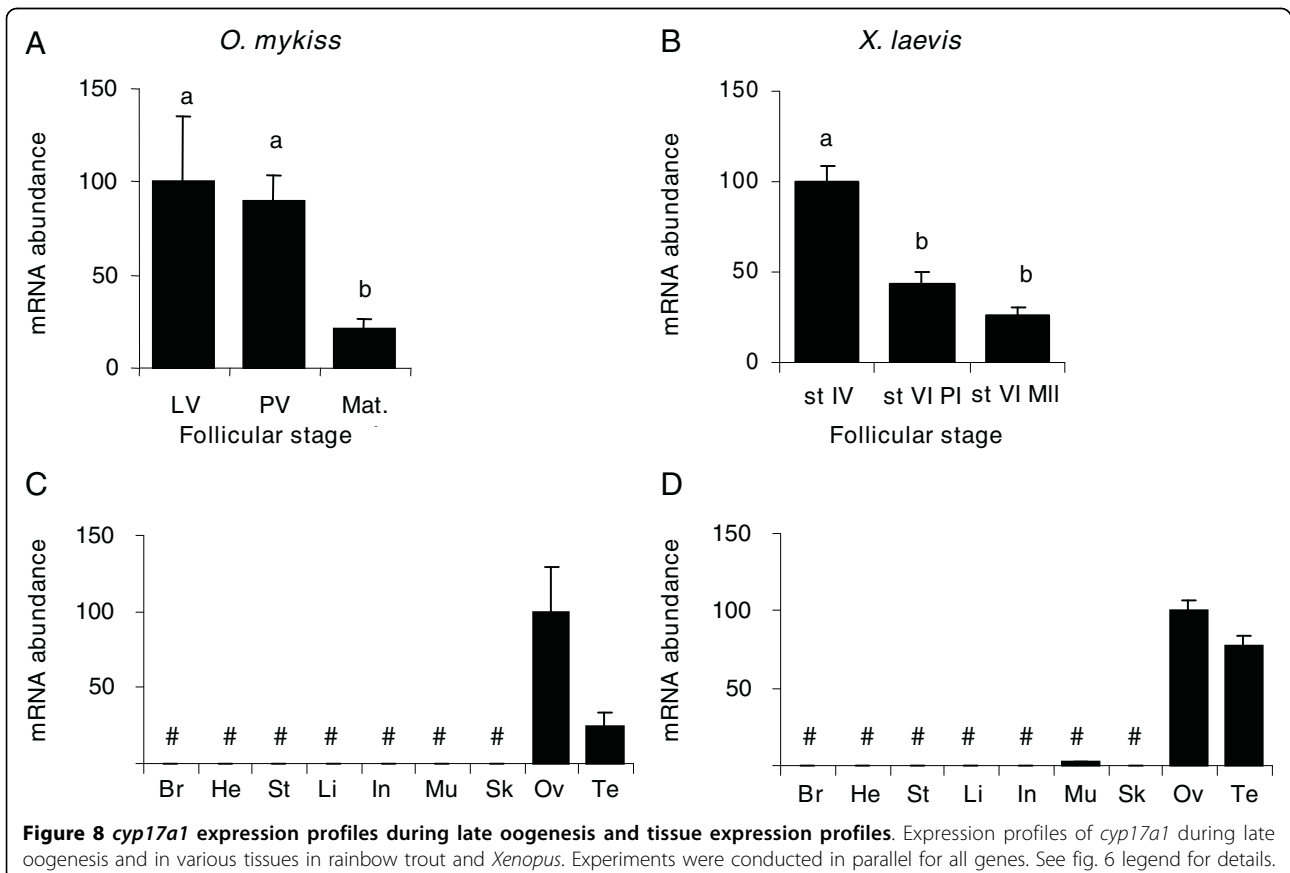 A
O. mykiss
mRNA abundance
150
100
50
0
a
a
b
LV PV Mat.
Follicular stage
B
X. laevis
mRNA abundance
150
100
50
0
a
b
b
st IV st VI PI st VI MII
Follicular stage
C
mRNA abundance
150
100
50
# # # # # # #
Br He St Li In Mu Sk Ov Te
D
mRNA abundance
150
100
50
# # # # # # #
Br He St Li In Mu Sk Ov Te
Figure 8 cyp17a1 expression profiles during late oogenesis and tissue expression profiles. Expression profiles of cyp17a1 during late
oogenesis and in various tissues in rainbow trout and Xenopus. Experiments were conducted in parallel for all genes. See fig. 6 legend for details.